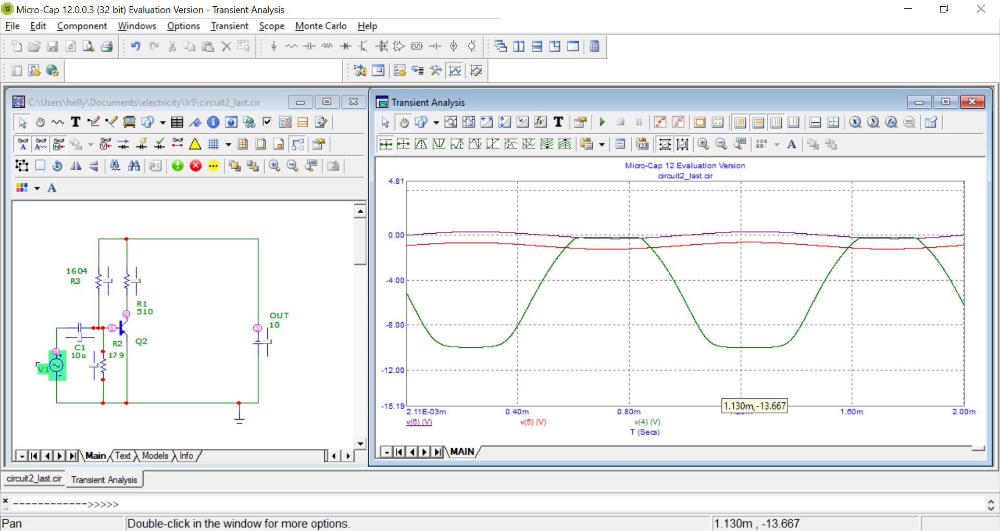 Micro-Cap 12.0.0.3 (32 bit) Evaluation Version - Transient Analysis
File Edit Component Windows Options Transient Scope Monte Carlo Help
C:\Users\helly\Documents\electricity\lr5\circuit2_last.cir
Transient Analysis
Micro-Cap 12 Evaluation Version
circuit2_last.cir
4.81
0.00
-4.00
-8.00
-12.00
-15.19
2.11E-03m 0.40m 0.80m 1.60m 2.00m
1.130m,-13.667
v(6) (V) v(5) (V) v(4) (V)
T (Secs)
1604
R3
R1
510
4
OUT
10
5
3
R2
Q2
C1
10u
179
6
V1
Main Text Models Info
MAIN
circuit2_last.cir Transient Analysis
------------>>>>>
Pan Double-click in the window for more options. 1.130m , -13.667